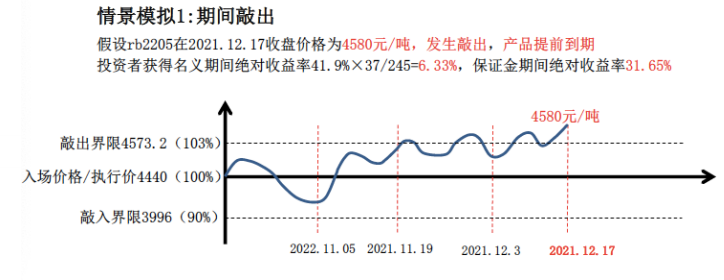 情景模拟1:期间敲出
假设rb2205在2021.12.17收盘价格为4580元/吨，发生敲出，产品提前到期
投资者获得名义期间绝对收益率41.9%×37/245=6.33%，保证金期间绝对收益率31.65%
4580元/吨
敲出界限4573.2（103%）
入场价格/执行价4440（100%）
敲入界限3996（90%）
2022.11.05 2021.11.19 2021.12.3 2021.12.17